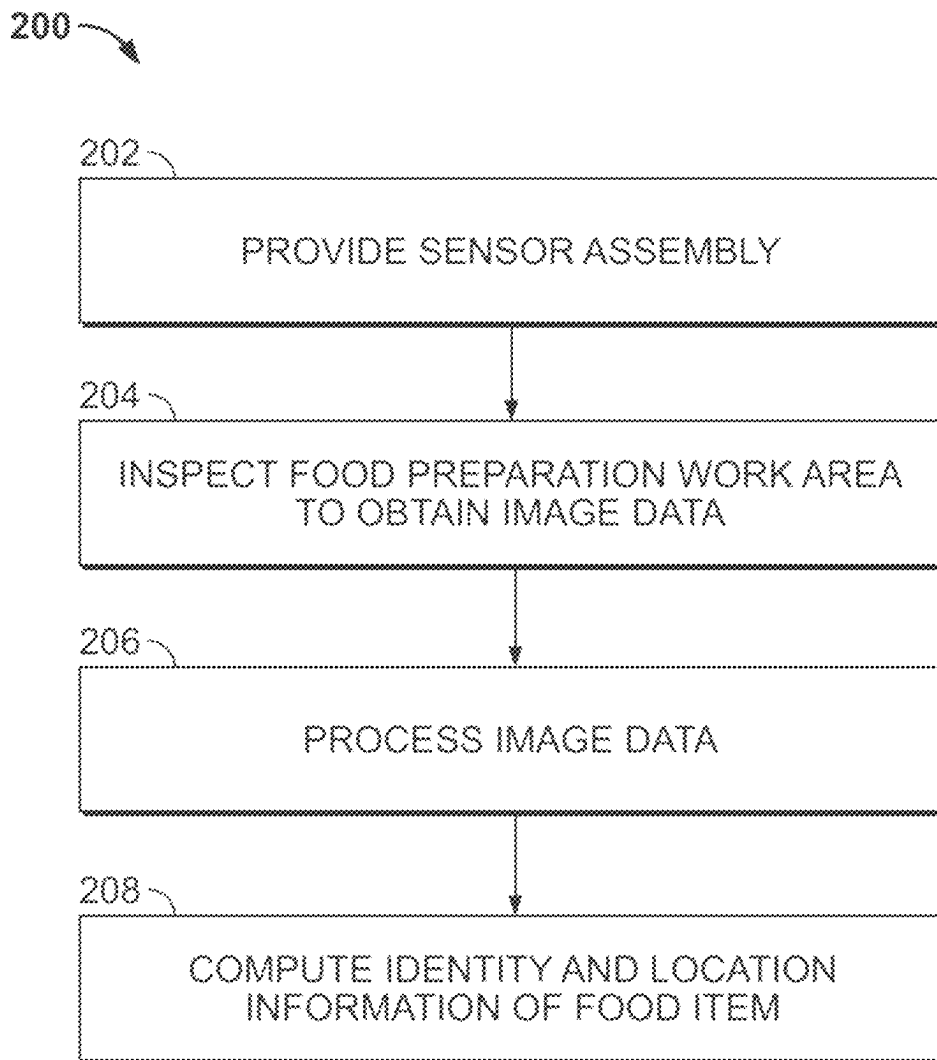 200
202
PROVIDE SENSOR ASSEMBLY
204
INSPECT FOOD PREPARATION WORK AREA
TO OBTAIN IMAGE DATA
206
PROCESS IMAGE DATA
208
COMPUTE IDENTITY AND LOCATION
INFORMATION OF FOOD ITEM